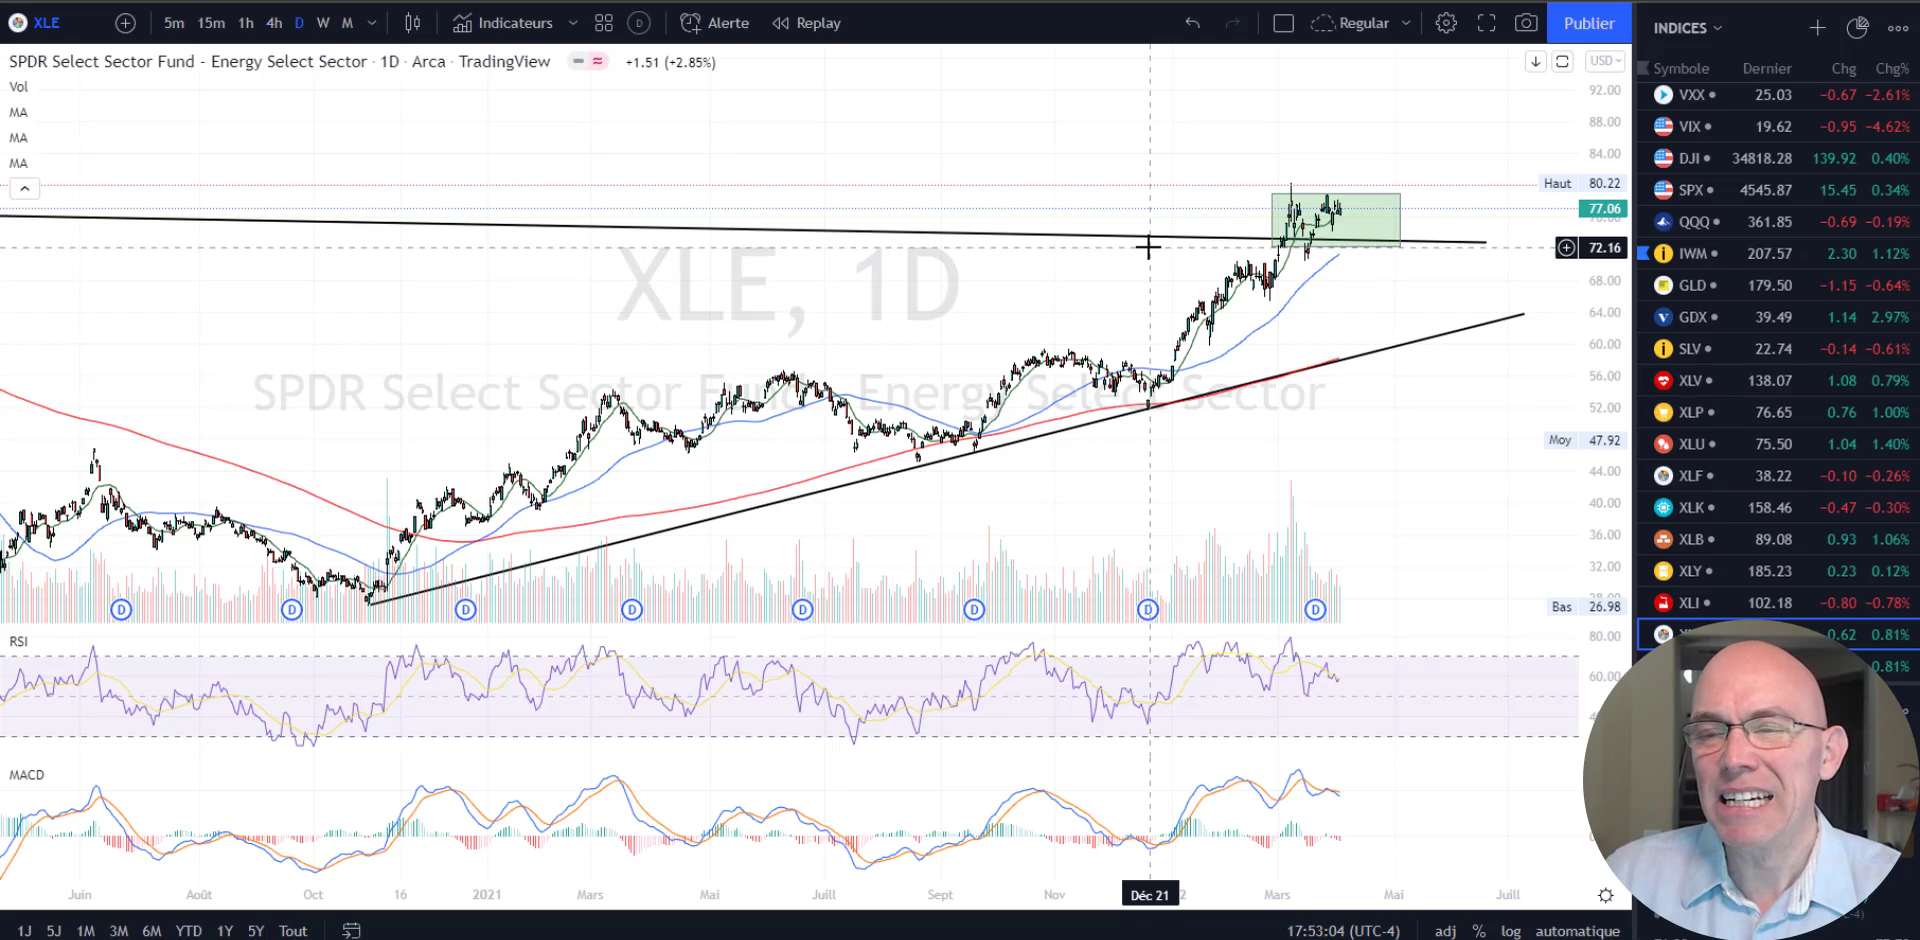 XLE 5m 15m 1h 4h D W M Indicateurs D Alerte Replay Regular Publier
SPDR Select Sector Fund - Energy Select Sector · 1D · Arca · TradingView +1.51 (+2.85%) USD
Vol
MA
MA
MA
XLE, 1D
SPDR Select Sector Fund - Energy Select Sector
92.00
88.00
84.00
Haut 80.22
77.06
72.16
68.00
64.00
60.00
56.00
52.00
Moy 47.92
44.00
40.00
36.00
32.00
Bas 26.98
D D D D D D D D
RSI
80.00
60.00
MACD
Juin Août Oct 16 2021 Mars Mai Juill Sept Nov Déc 21 2 Mars Mai Juill
1J 5J 1M 3M 6M YTD 1Y 5Y Tout 17:53:04 (UTC-4) adj % log automatique
INDICES
Symbole Dernier Chg Chg%
VXX 25.03 −0.67 −2.61%
VIX 19.62 −0.95 −4.62%
DJI 34818.28 139.92 0.40%
SPX 4545.87 15.45 0.34%
QQQ 361.85 −0.69 −0.19%
IWM 207.57 2.30 1.12%
GLD 179.50 −1.15 −0.64%
GDX 39.49 1.14 2.97%
SLV 22.74 −0.14 −0.61%
XLV 138.07 1.08 0.79%
XLP 76.65 0.76 1.00%
XLU 75.50 1.04 1.40%
XLF 38.22 −0.10 −0.26%
XLK 158.46 −0.47 −0.30%
XLB 89.08 0.93 1.06%
XLY 185.23 0.23 0.12%
XLI 102.18 −0.80 −0.78%
0.62 0.81%
0.81%